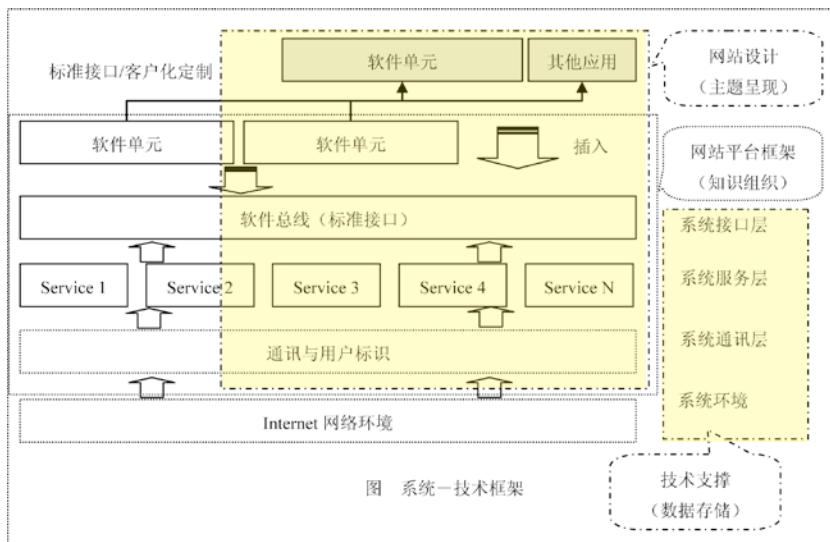 软件单元
其他应用
网站设计
（主题呈现）
标准接口/客户化定制
软件单元
软件单元
插入
网站平台框架
（知识组织）
软件总线（标准接口）
系统接口层
Service 1
Service 2
Service 3
Service 4
Service N
系统服务层
通讯与用户标识
系统通讯层
Internet 网络环境
系统环境
技术支撑
（数据存储）
图 系统－技术框架